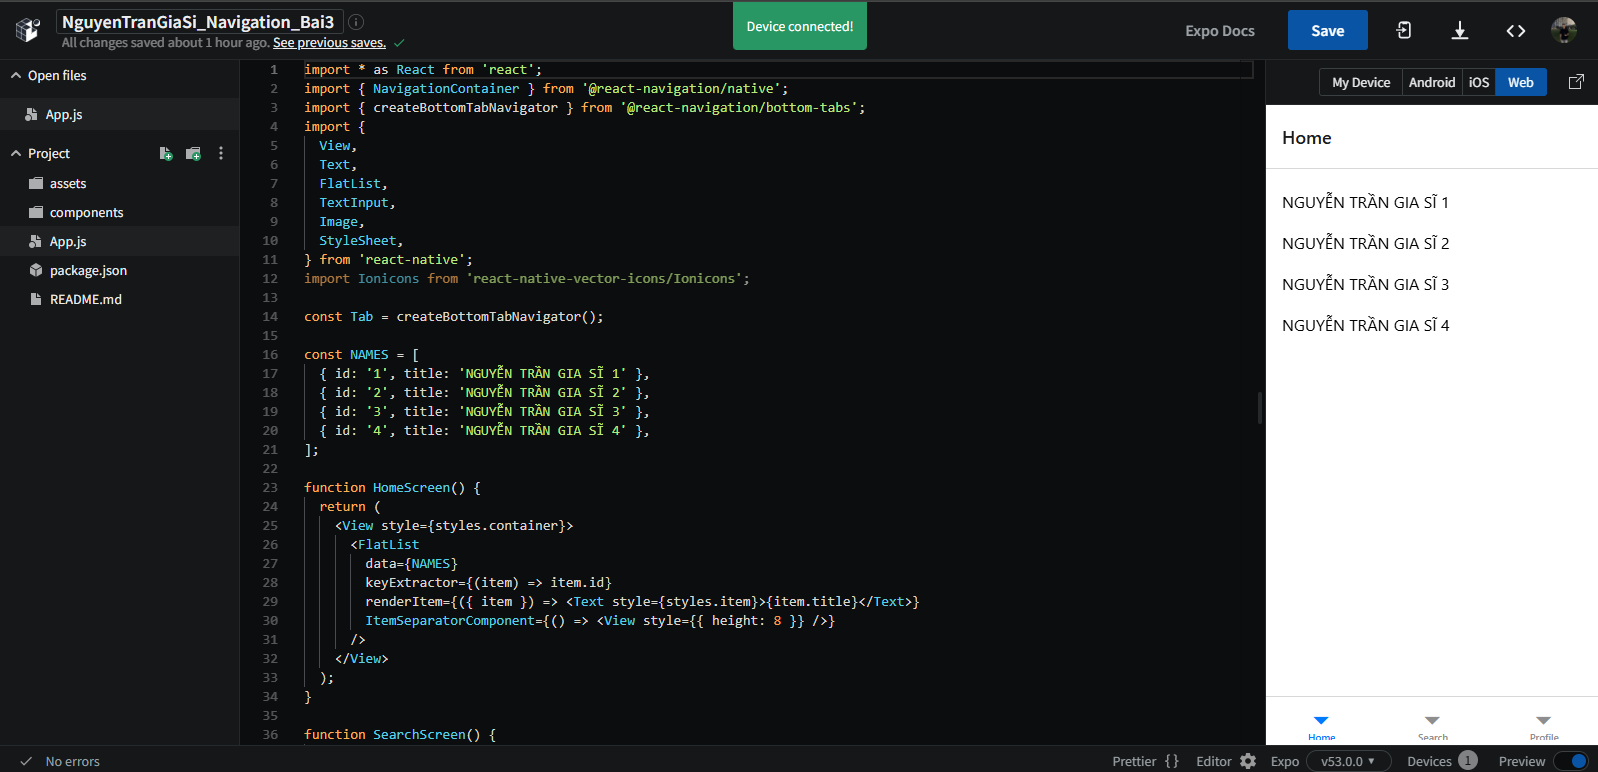 NguyenTranGiaSi_Navigation_Bai3
All changes saved about 1 hour ago. See previous saves.
Device connected!
Expo Docs
Save
Open files
App.js
Project
assets
components
App.js
package.json
README.md
1 import * as React from 'react';
2 import { NavigationContainer } from '@react-navigation/native';
3 import { createBottomTabNavigator } from '@react-navigation/bottom-tabs';
4 import {
5 View,
6 Text,
7 FlatList,
8 TextInput,
9 Image,
10 StyleSheet,
11 } from 'react-native';
12 import Ionicons from 'react-native-vector-icons/Ionicons';
13
14 const Tab = createBottomTabNavigator();
15
16 const NAMES = [
17 { id: '1', title: 'NGUYỄN TRẦN GIA SĨ 1' },
18 { id: '2', title: 'NGUYỄN TRẦN GIA SĨ 2' },
19 { id: '3', title: 'NGUYỄN TRẦN GIA SĨ 3' },
20 { id: '4', title: 'NGUYỄN TRẦN GIA SĨ 4' },
21 ];
22
23 function HomeScreen() {
24 return (
25 <View style={styles.container}>
26 <FlatList
27 data={NAMES}
28 keyExtractor={(item) => item.id}
29 renderItem={({ item }) => <Text style={styles.item}>{item.title}</Text>}
30 ItemSeparatorComponent={() => <View style={{ height: 8 }} />}
31 />
32 </View>
33 );
34 }
35
36 function SearchScreen() {
My Device Android iOS Web
Home
NGUYỄN TRẦN GIA SĨ 1
NGUYỄN TRẦN GIA SĨ 2
NGUYỄN TRẦN GIA SĨ 3
NGUYỄN TRẦN GIA SĨ 4
Home Search Profile
No errors
Prettier {} Editor Expo v53.0.0 Devices 1 Preview